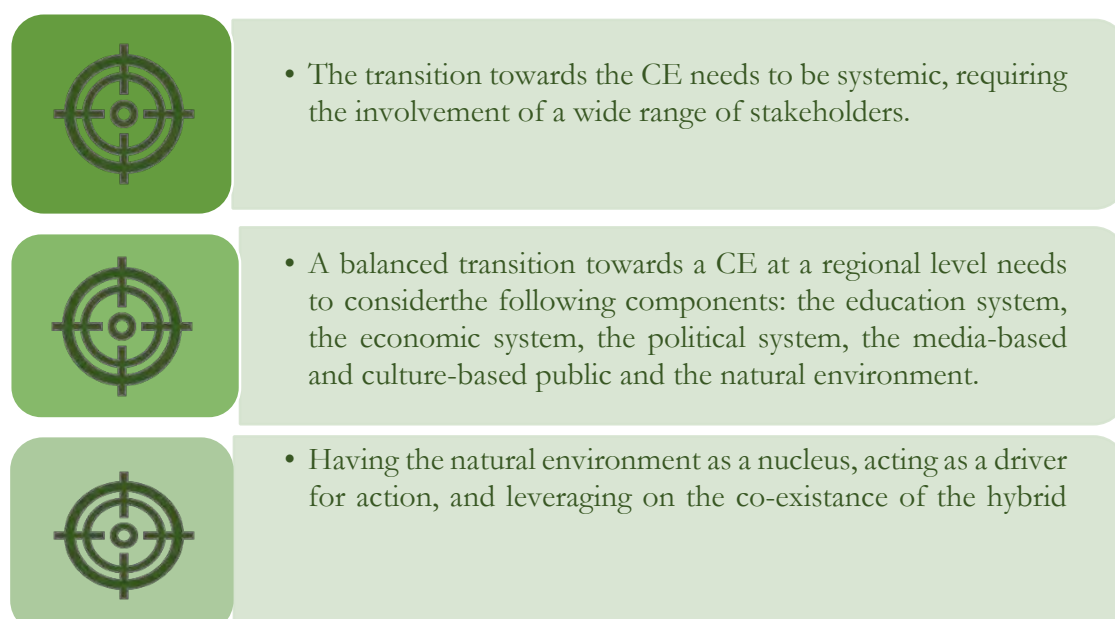 • The transition towards the CE needs to be systemic, requiring
the involvement of a wide range of stakeholders.
• A balanced transition towards a CE at a regional level needs
to considerthe following components: the education system,
the economic system, the political system, the media-based
and culture-based public and the natural environment.
• Having the natural environment as a nucleus, acting as a driver
for action, and leveraging on the co-existance of the hybrid